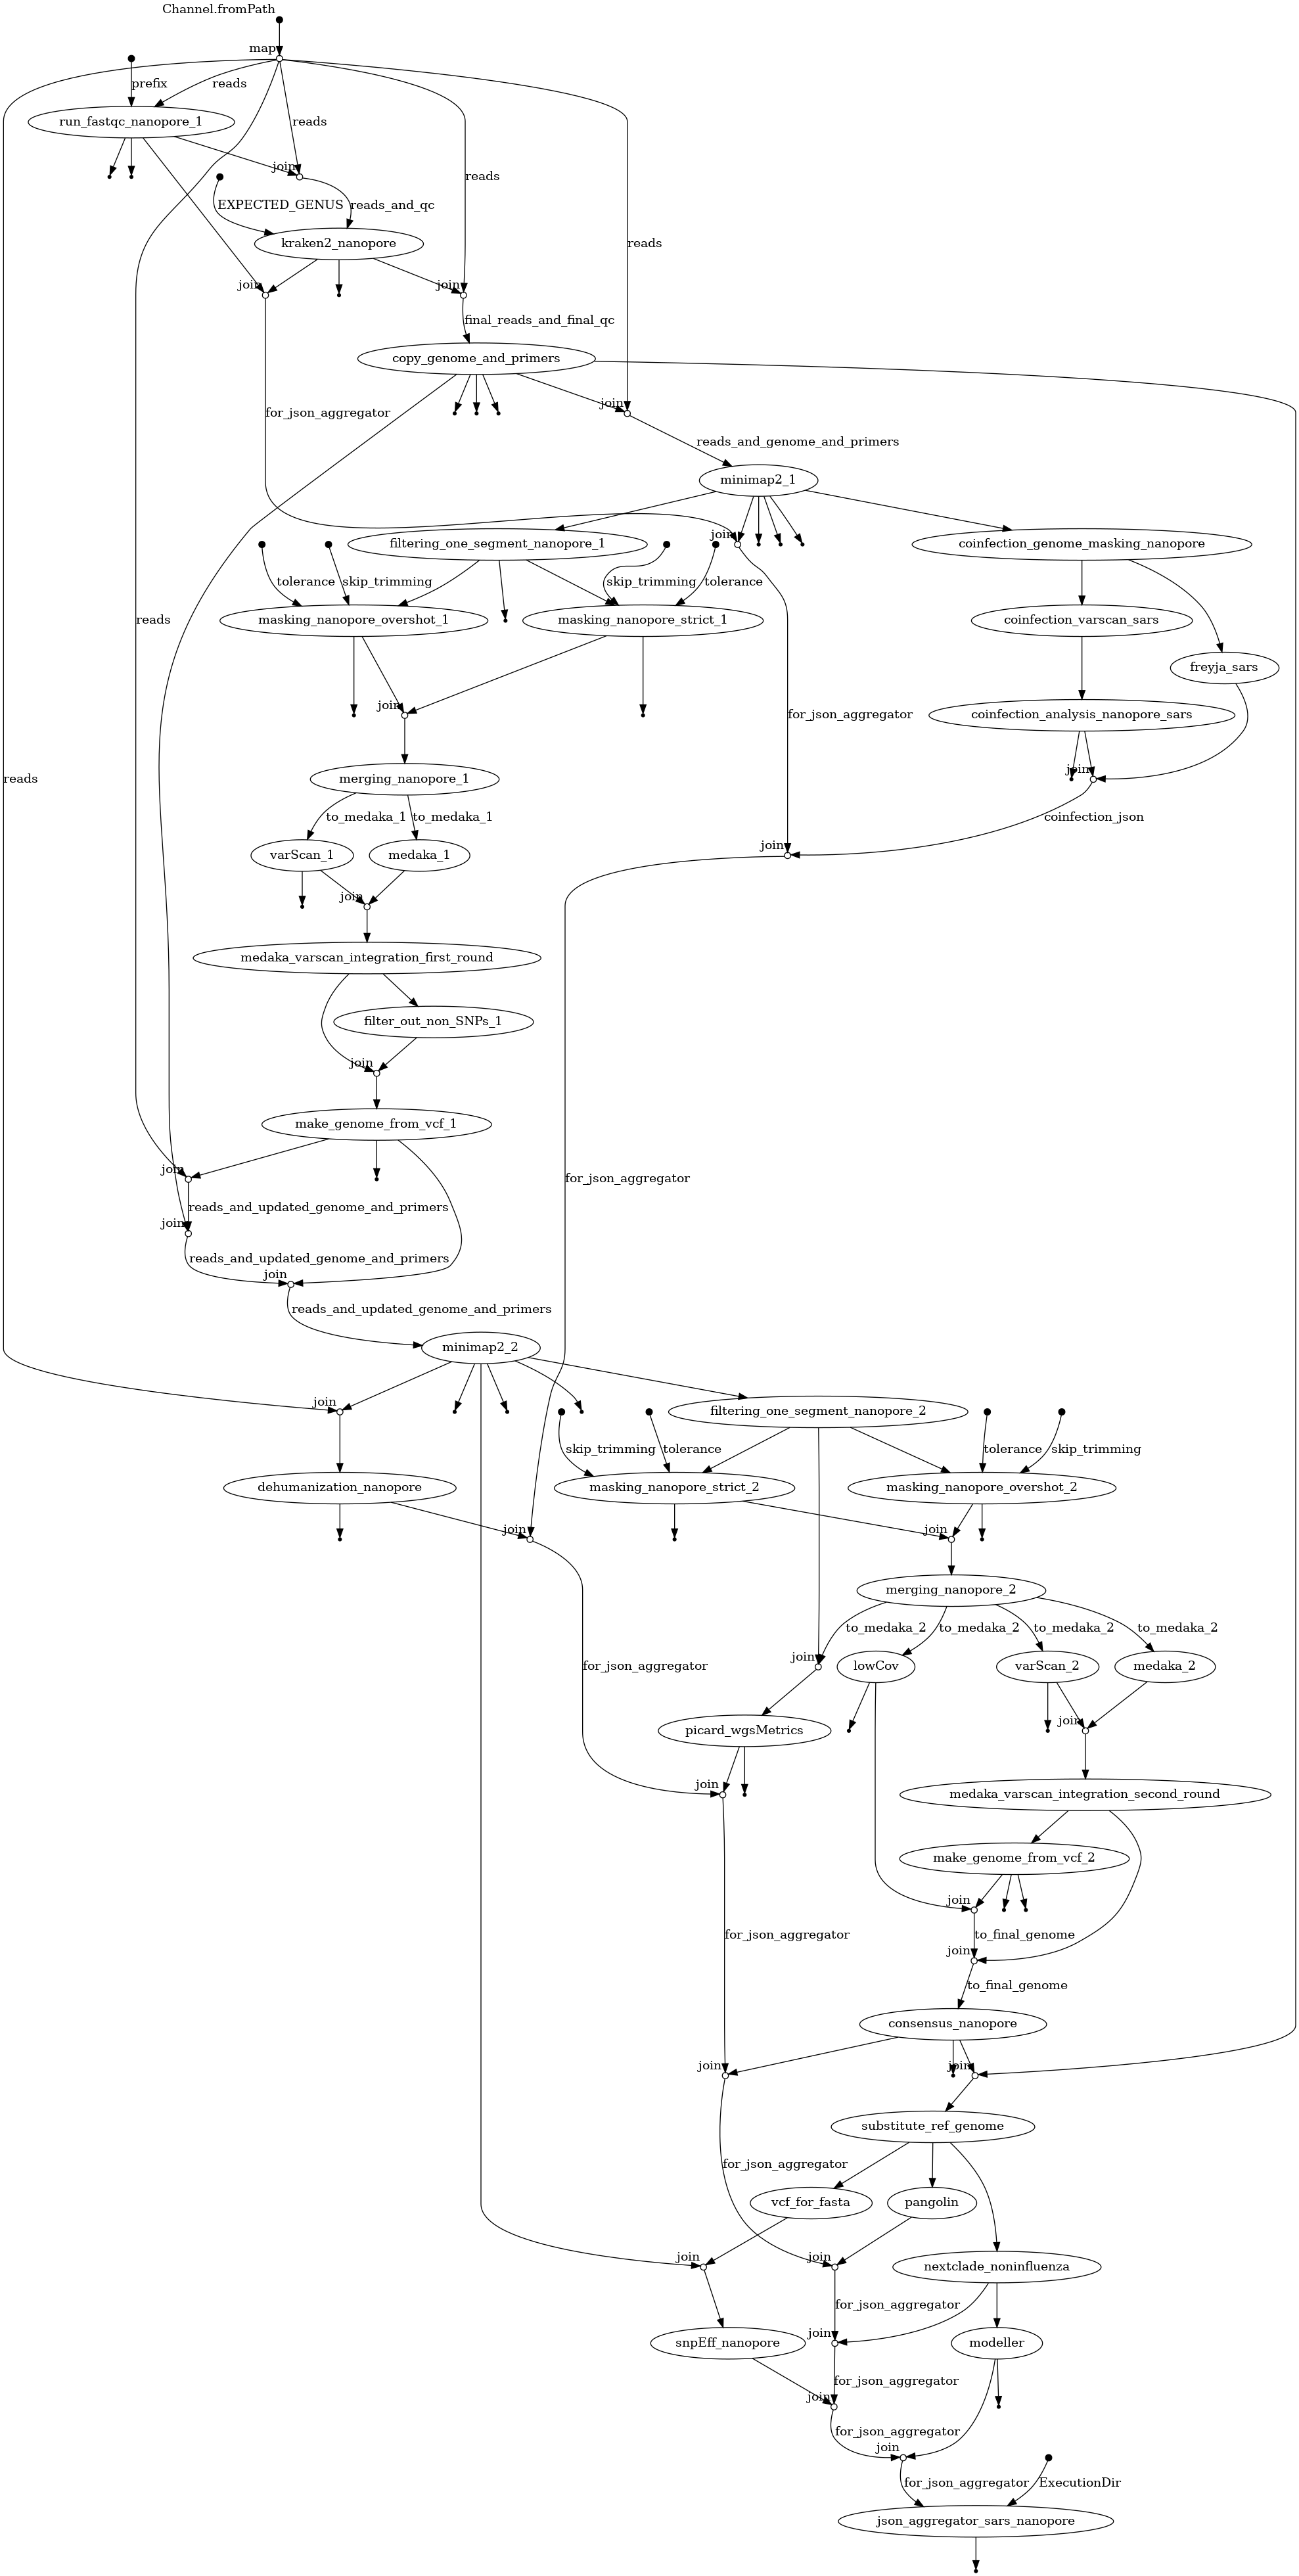 Channel.fromPath
map
prefix
reads
run_fastqc_nanopore_1
reads
join
reads
EXPECTED_GENUS
reads_and_qc
kraken2_nanopore
reads
join
join
final_reads_and_final_qc
copy_genome_and_primers
for_json_aggregator
join
reads_and_genome_and_primers
minimap2_1
join
filtering_one_segment_nanopore_1
coinfection_genome_masking_nanopore
tolerance
skip_trimming
skip_trimming
tolerance
reads
masking_nanopore_overshot_1
masking_nanopore_strict_1
coinfection_varscan_sars
freyja_sars
join
for_json_aggregator
coinfection_analysis_nanopore_sars
reads
merging_nanopore_1
join
to_medaka_1
to_medaka_1
coinfection_json
varScan_1
medaka_1
join
join
medaka_varscan_integration_first_round
filter_out_non_SNPs_1
join
make_genome_from_vcf_1
join
for_json_aggregator
reads_and_updated_genome_and_primers
join
reads_and_updated_genome_and_primers
join
reads_and_updated_genome_and_primers
minimap2_2
join
filtering_one_segment_nanopore_2
skip_trimming
tolerance
tolerance
skip_trimming
dehumanization_nanopore
masking_nanopore_strict_2
masking_nanopore_overshot_2
join
join
merging_nanopore_2
to_medaka_2
to_medaka_2
to_medaka_2
to_medaka_2
for_json_aggregator
join
lowCov
varScan_2
medaka_2
picard_wgsMetrics
join
join
medaka_varscan_integration_second_round
make_genome_from_vcf_2
join
for_json_aggregator
to_final_genome
join
to_final_genome
consensus_nanopore
join
join
substitute_ref_genome
for_json_aggregator
vcf_for_fasta
pangolin
join
join
nextclade_noninfluenza
for_json_aggregator
snpEff_nanopore
join
modeller
for_json_aggregator
join
for_json_aggregator
join
for_json_aggregator
ExecutionDir
json_aggregator_sars_nanopore